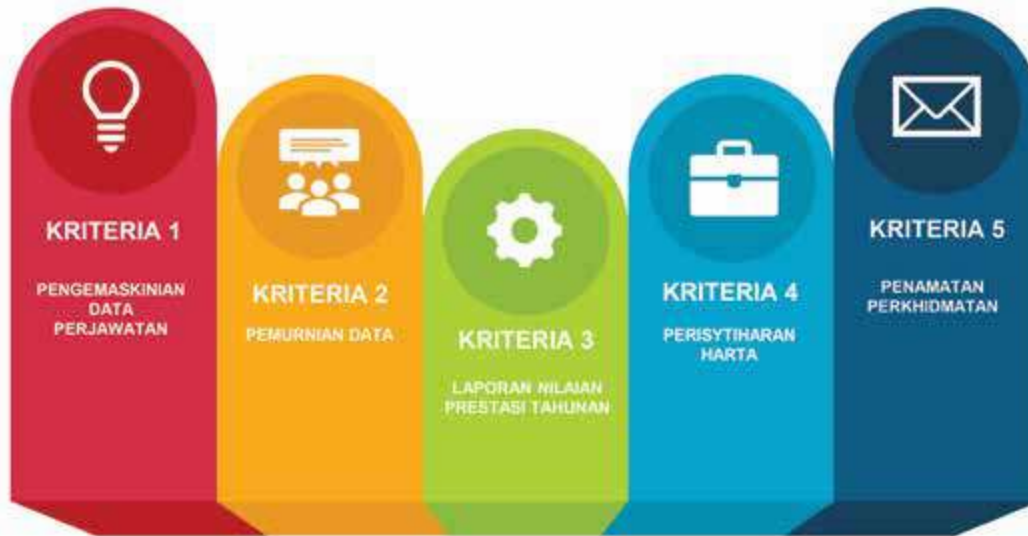 KRITERIA 1
PENGEMASKINIAN
DATA
PERJAWATAN
KRITERIA 2
PEMURNIAN DATA
KRITERIA 3
LAPORAN NILAIAN
PRESTASI TAHUNAN
KRITERIA 4
PERISYTIHARAN
HARTA
KRITERIA 5
PENAMATAN
PERKHIDMATAN